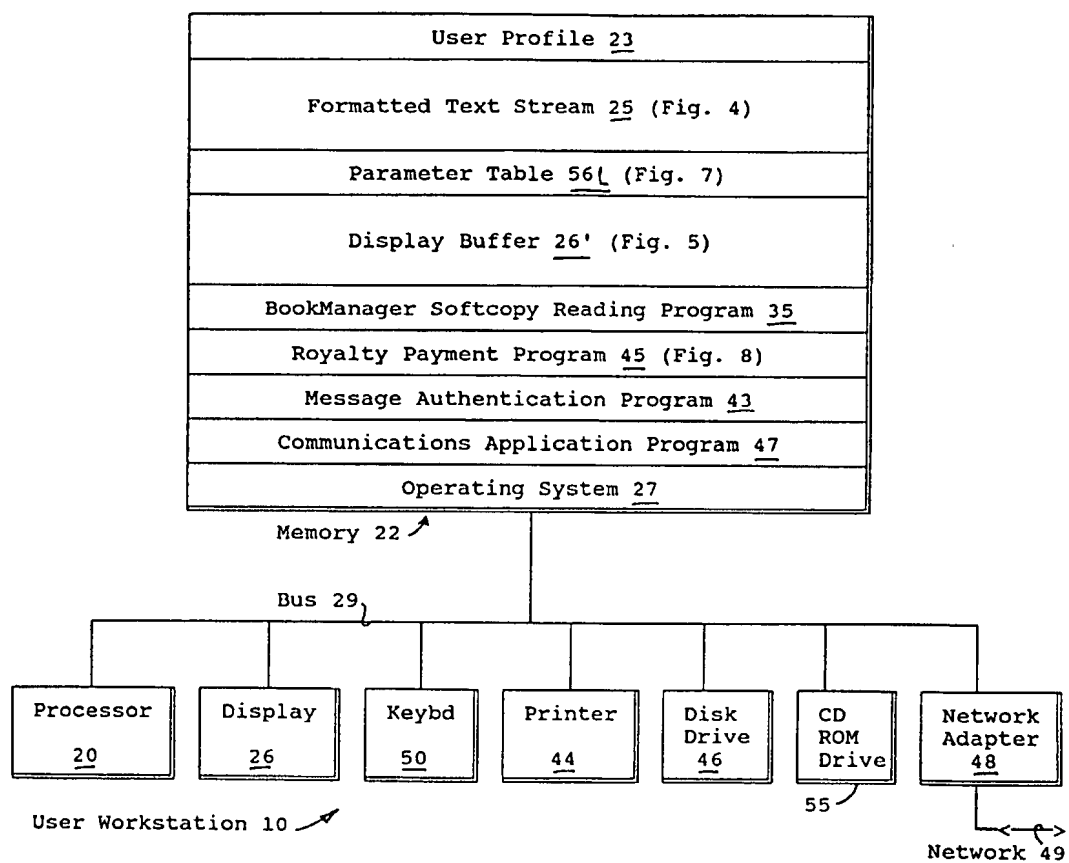 User Profile 23
Formatted Text Stream 25 (Fig. 4)
Parameter Table 56l (Fig. 7)
Display Buffer 26' (Fig. 5)
BookManager Softcopy Reading Program 35
Royalty Payment Program 45 (Fig. 8)
Message Authentication Program 43
Communications Application Program 47
Operating System 27
Memory 22
Bus 29
Processor
20
Display
26
Keybd
50
Printer
44
Disk
Drive
46
CD
ROM
Drive
55
Network
Adapter
48
User Workstation 10
Network 49